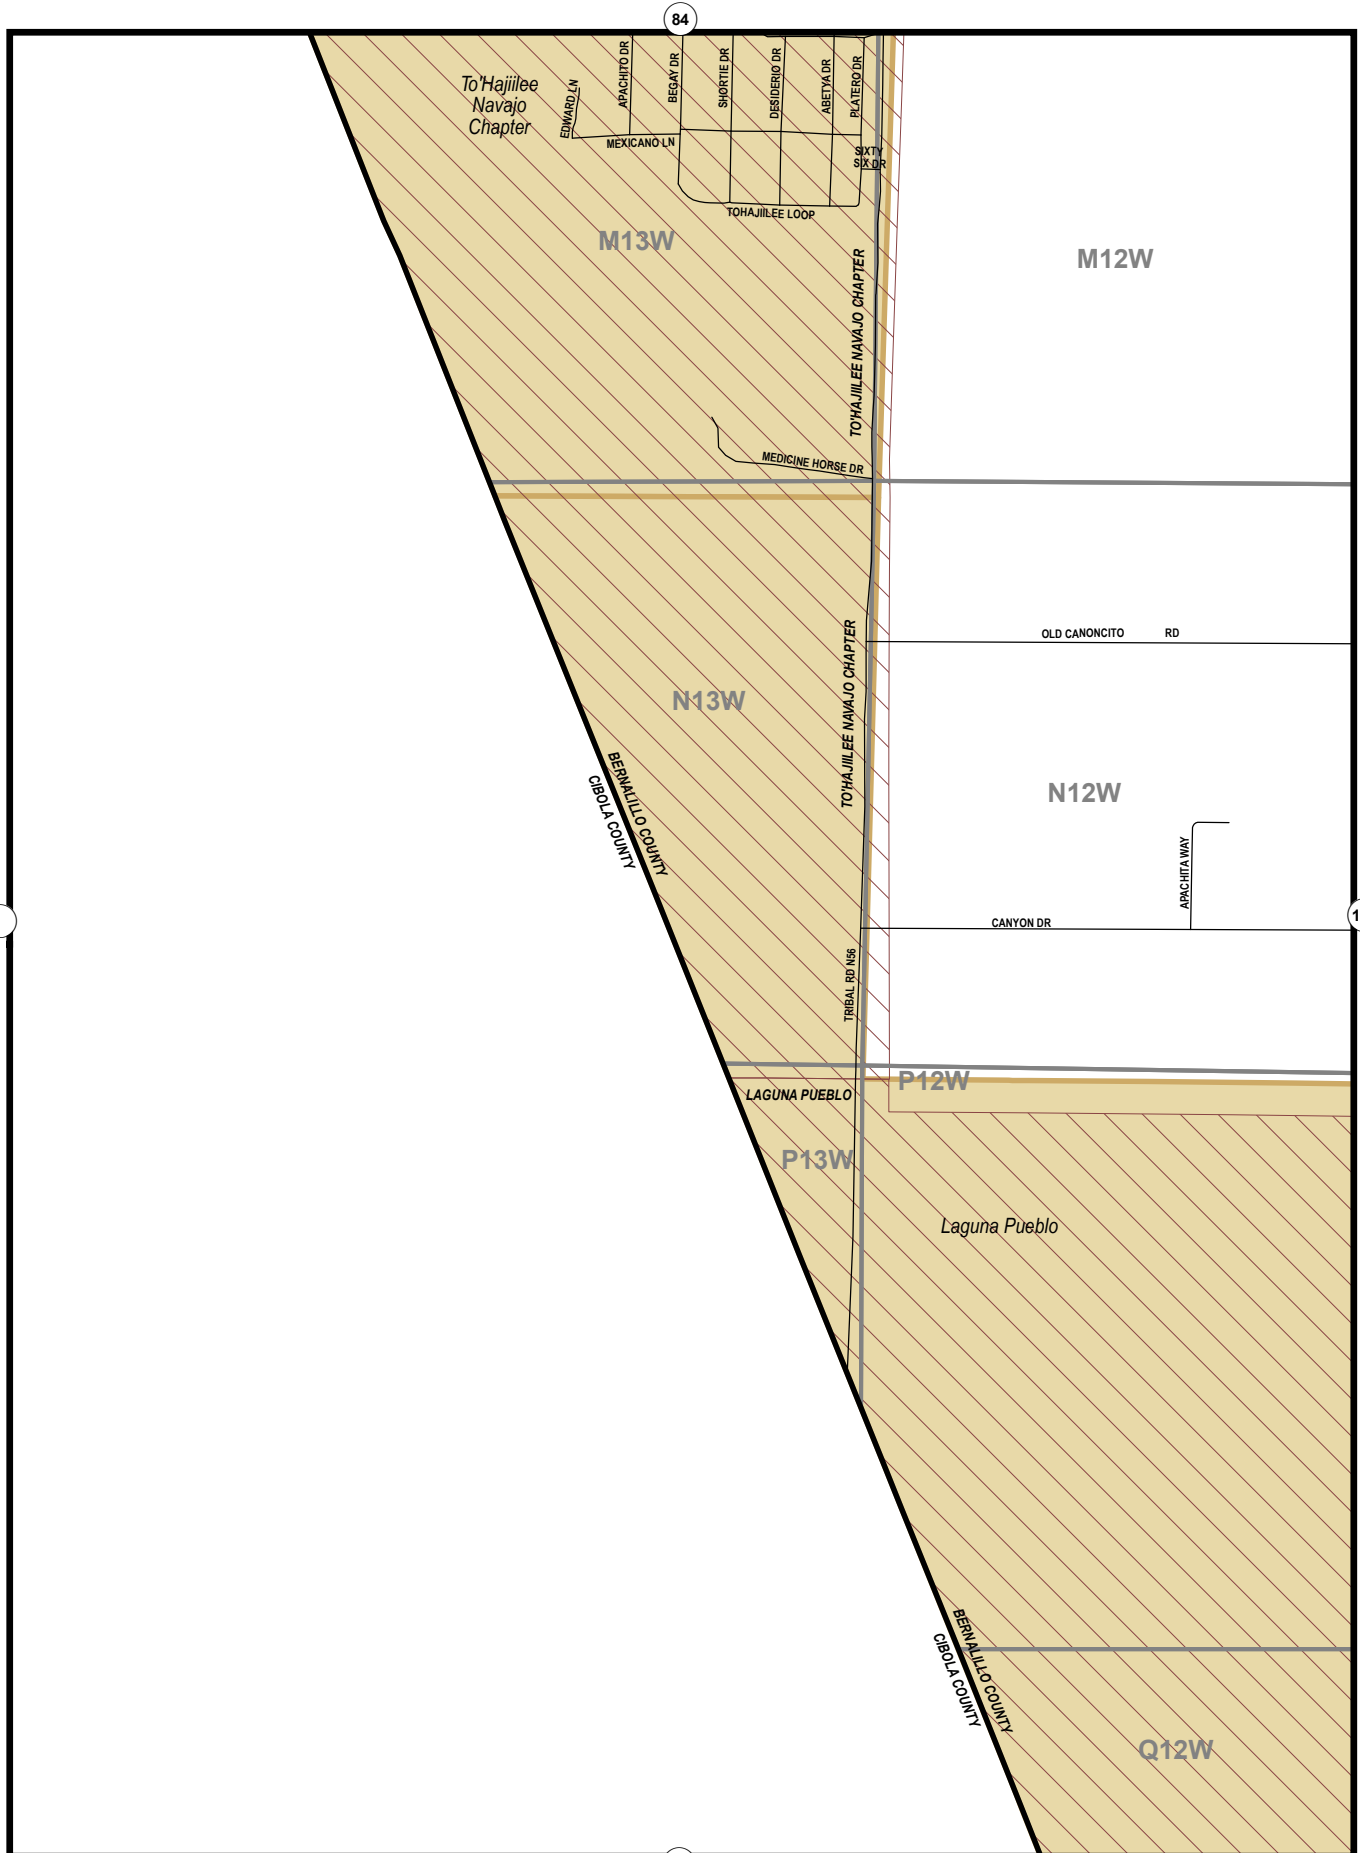 84
To'Hajiilee
Navajo
Chapter
EDWARD LN
APACHITO DR
BEGAY DR
SHORTIE DR
DESIDERIO DR
ABETYA DR
PLATERO DR
MEXICANO LN
SIXTY
SIX DR
TOHAJIILEE LOOP
M13W
M12W
TO'HAJIILEE NAVAJO CHAPTER
MEDICINE HORSE DR
OLD CANONCITO RD
TO'HAJIILEE NAVAJO CHAPTER
N13W
BERNALILLO COUNTY
CIBOLA COUNTY
N12W
APACHITA WAY
CANYON DR
TRIBAL RD N56
P12W
LAGUNA PUEBLO
P13W
Laguna Pueblo
BERNALILLO COUNTY
CIBOLA COUNTY
Q12W